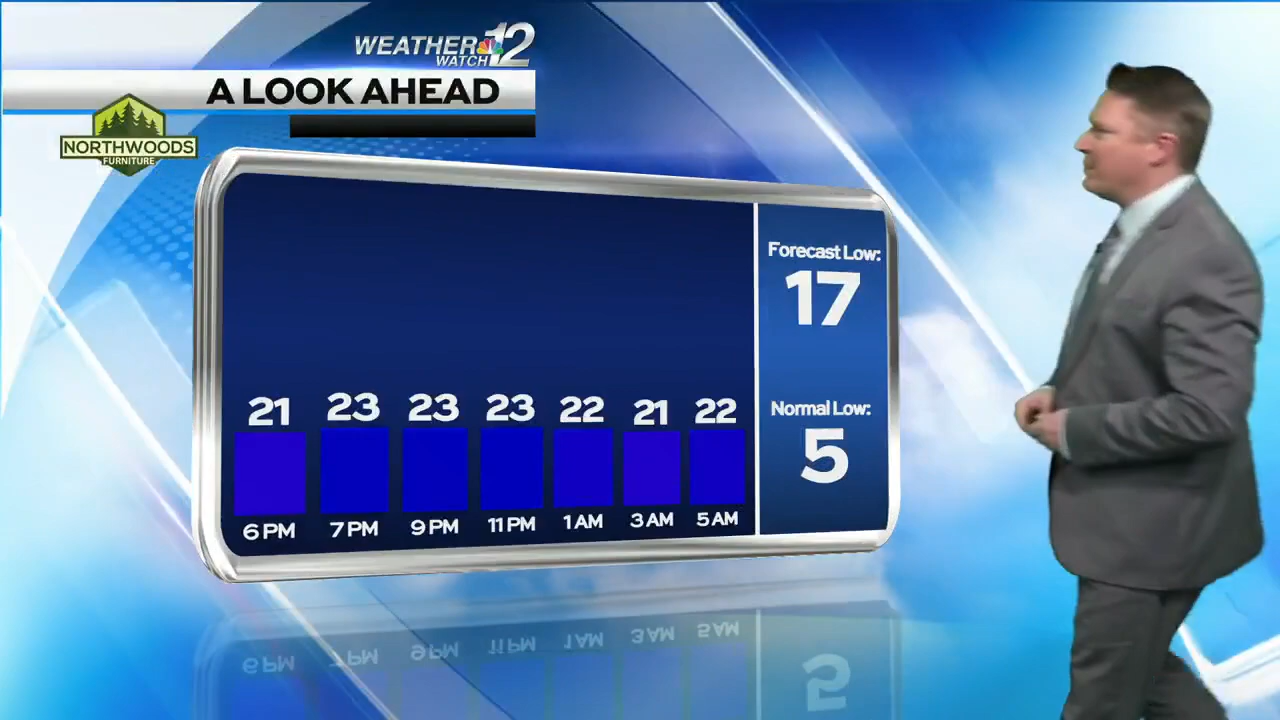 WEATHER 12
WATCH
A LOOK AHEAD
NORTHWOODS
FURNITURE
Forecast Low:
17
21 23 23 23 22 21 22
Normal Low:
5
6 PM 7 PM 9 PM 11 PM 1 AM 3 AM 5 AM